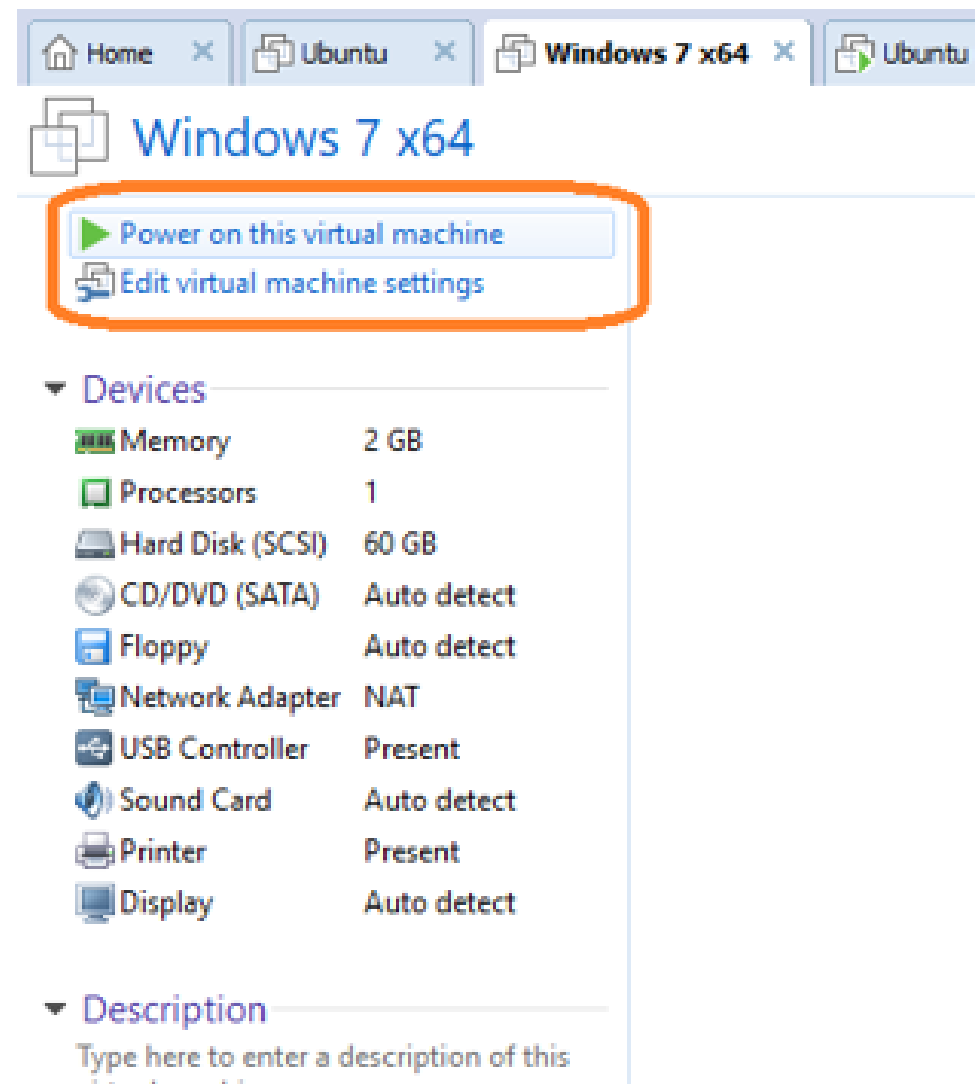 Home Ubuntu Windows 7 x64 Ubuntu
Windows 7 x64
Power on this virtual machine
Edit virtual machine settings
Devices
Memory 2 GB
Processors 1
Hard Disk (SCSI) 60 GB
CD/DVD (SATA) Auto detect
Floppy Auto detect
Network Adapter NAT
USB Controller Present
Sound Card Auto detect
Printer Present
Display Auto detect
Description
Type here to enter a description of this